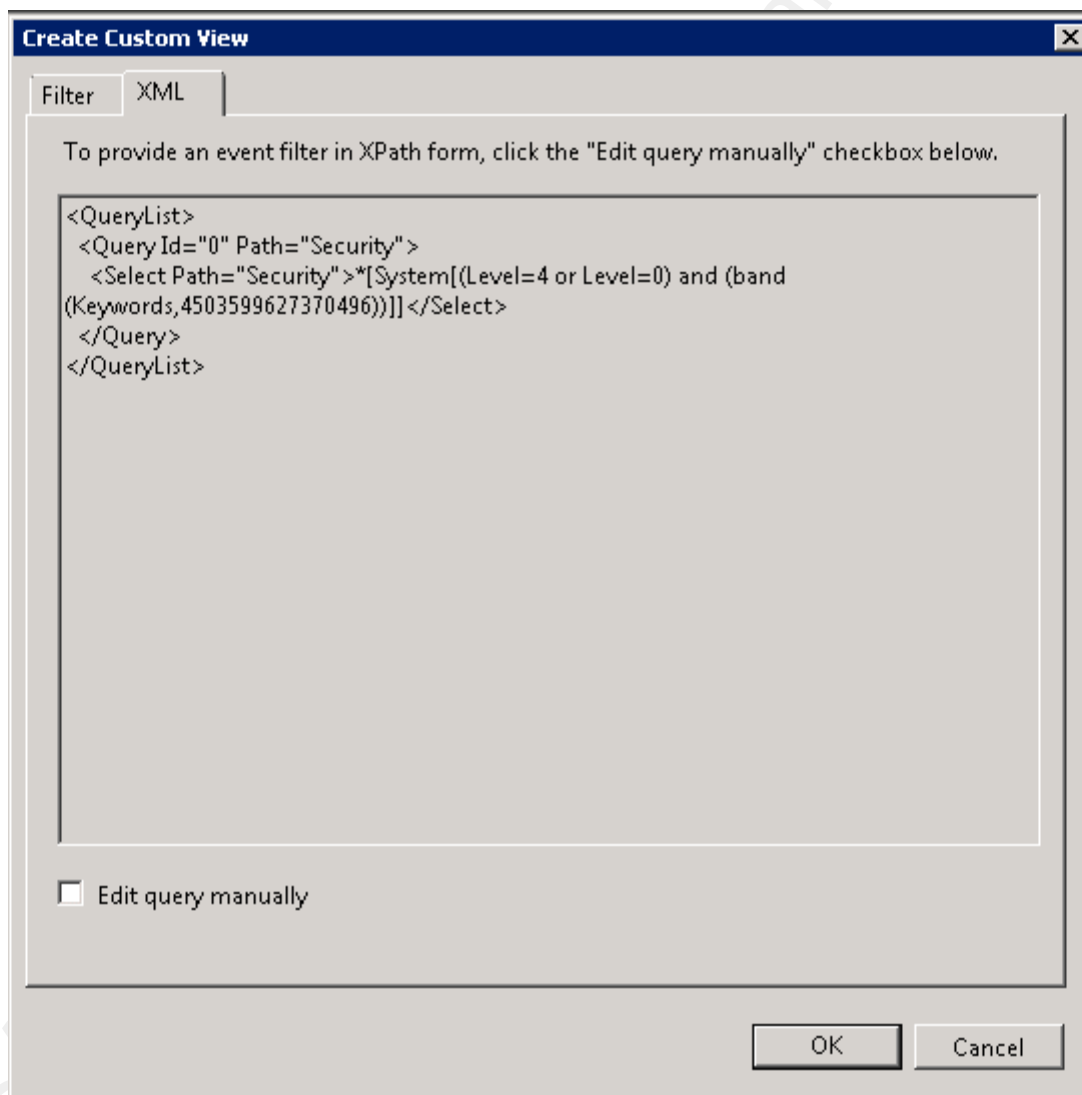 Create Custom View
Filter
XML
To provide an event filter in XPath form, click the "Edit query manually" checkbox below.
<QueryList>
<Query Id="0" Path="Security">
<Select Path="Security">*[System[(Level=4 or Level=0) and (band
(Keywords,4503599627370496))]]</Select>
</Query>
</QueryList>
Edit query manually
OK
Cancel